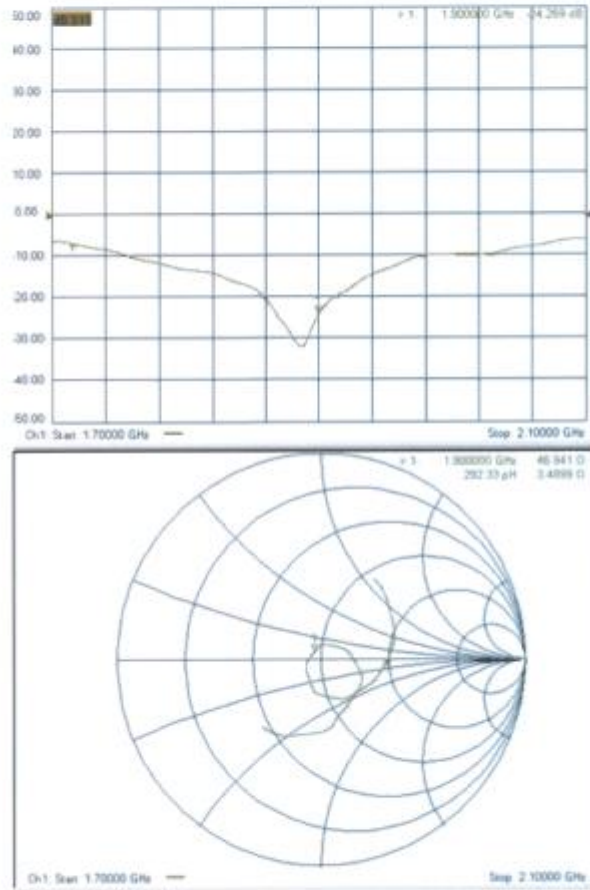 50.00
1: 1.900000 GHz -24.269 dB
40.00
30.00
20.00
10.00
0.00
-10.00
-20.00
-30.00
-40.00
-50.00
Ch1: Start 1.70000 GHz Stop 2.10000 GHz
1: 1.900000 GHz 46.941 Ω
292.33 pH 3.4899 Ω
Ch1: Start 1.70000 GHz Stop 2.10000 GHz